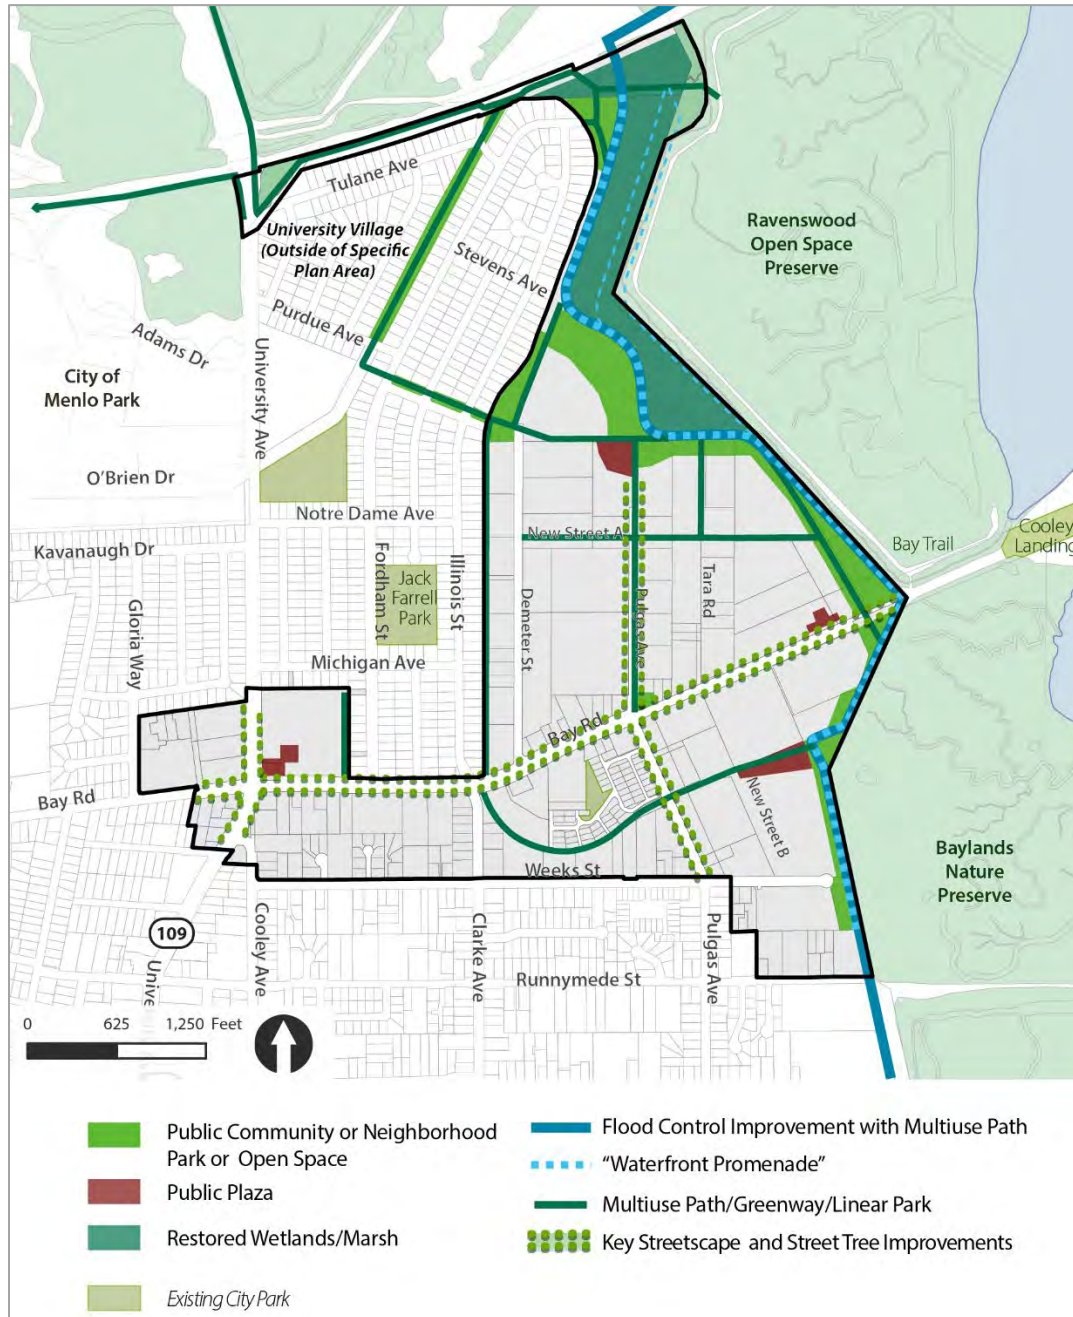 Tulane Ave
University Village
(Outside of Specific
Plan Area)
Stevens Ave
Purdue Ave
Adams Dr
City of
Menlo Park
University Ave
Ravenswood
Open Space
Preserve
O'Brien Dr
Notre Dame Ave
Kavanaugh Dr
New Street A
Bay Trail
Cooley
Landing
Gloria Way
Fordham St
Jack
Farrell
Park
Illinois St
Demeter St
Pulgas Ave
Tara Rd
Michigan Ave
Bay Rd
Bay Rd
New Street B
Weeks St
Baylands
Nature
Preserve
109
Unive
Cooley Ave
Clarke Ave
Pulgas Ave
Runnymede St
0 625 1,250 Feet
Public Community or Neighborhood
Park or Open Space
Public Plaza
Restored Wetlands/Marsh
Existing City Park
Flood Control Improvement with Multiuse Path
"Waterfront Promenade"
Multiuse Path/Greenway/Linear Park
Key Streetscape and Street Tree Improvements